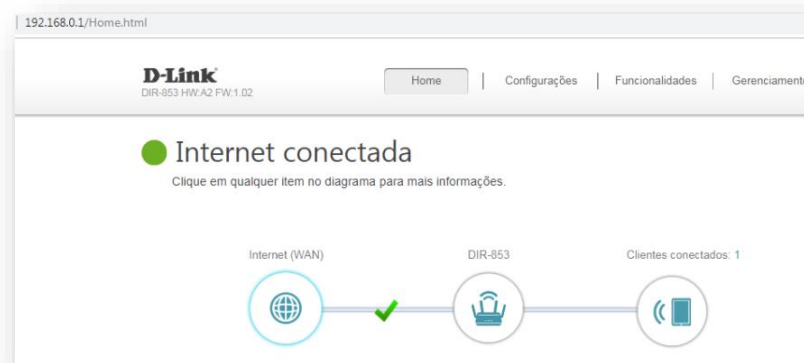 192.168.0.1/Home.html
D-Link
DIR-853 HW:A2 FW:1.02
Home | Configurações | Funcionalidades | Gerenciamento
Internet conectada
Clique em qualquer item no diagrama para mais informações.
Internet (WAN) DIR-853 Clientes conectados: 1